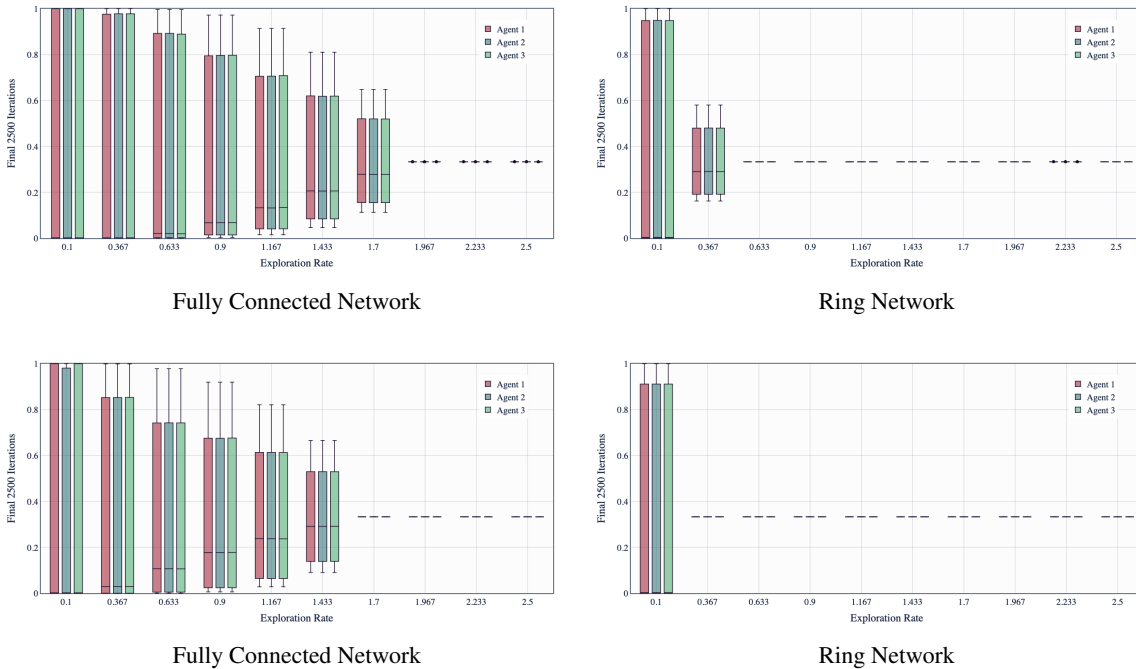 1
0.8
0.6
0.4
0.2
0
Final 2500 Iterations
Agent 1
Agent 2
Agent 3
0.1 0.367 0.633 0.9 1.167 1.433 1.7 1.967 2.233 2.5
Exploration Rate
Fully Connected Network
1
0.8
0.6
0.4
0.2
0
Final 2500 Iterations
Agent 1
Agent 2
Agent 3
0.1 0.367 0.633 0.9 1.167 1.433 1.7 1.967 2.233 2.5
Exploration Rate
Ring Network
1
0.8
0.6
0.4
0.2
0
Final 2500 Iterations
Agent 1
Agent 2
Agent 3
0.1 0.367 0.633 0.9 1.167 1.433 1.7 1.967 2.233 2.5
Exploration Rate
Fully Connected Network
1
0.8
0.6
0.4
0.2
0
Final 2500 Iterations
Agent 1
Agent 2
Agent 3
0.1 0.367 0.633 0.9 1.167 1.433 1.7 1.967 2.233 2.5
Exploration Rate
Ring Network